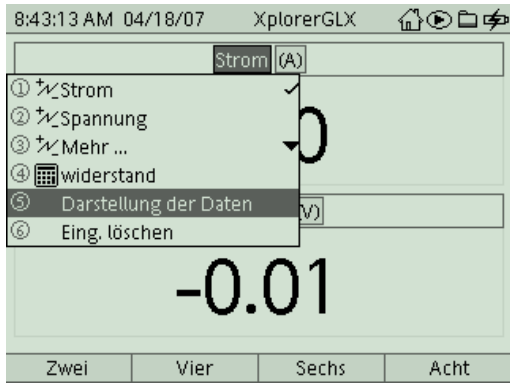 8:43:13 AM 04/18/07 XplorerGLX
Strom (A)
① Strom
② Spannung
③ Mehr ...
④ widerstand
⑤ Darstellung der Daten
⑥ Eing. löschen
0
V)
-0.01
Zwei Vier Sechs Acht